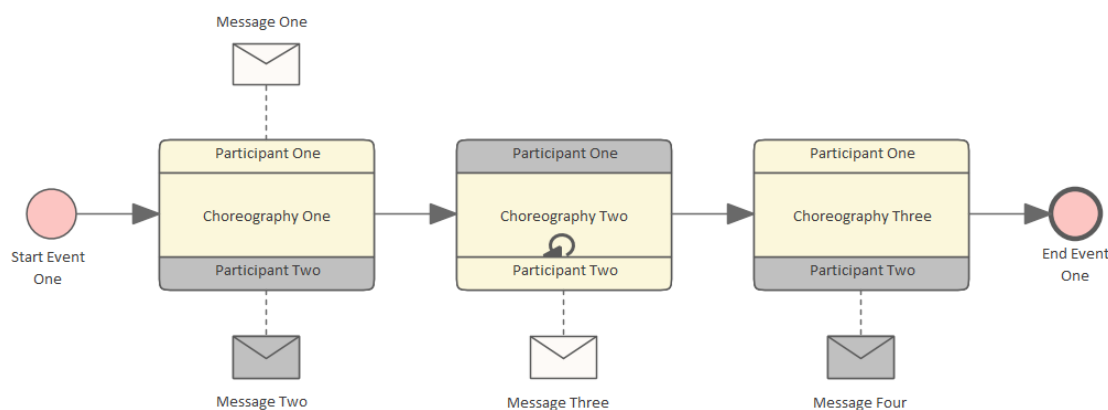 Message One
Participant One
Participant One
Participant One
Choreography One
Choreography Two
Choreography Three
Start Event
One
End Event
One
Participant Two
Participant Two
Participant Two
Message Two
Message Three
Message Four